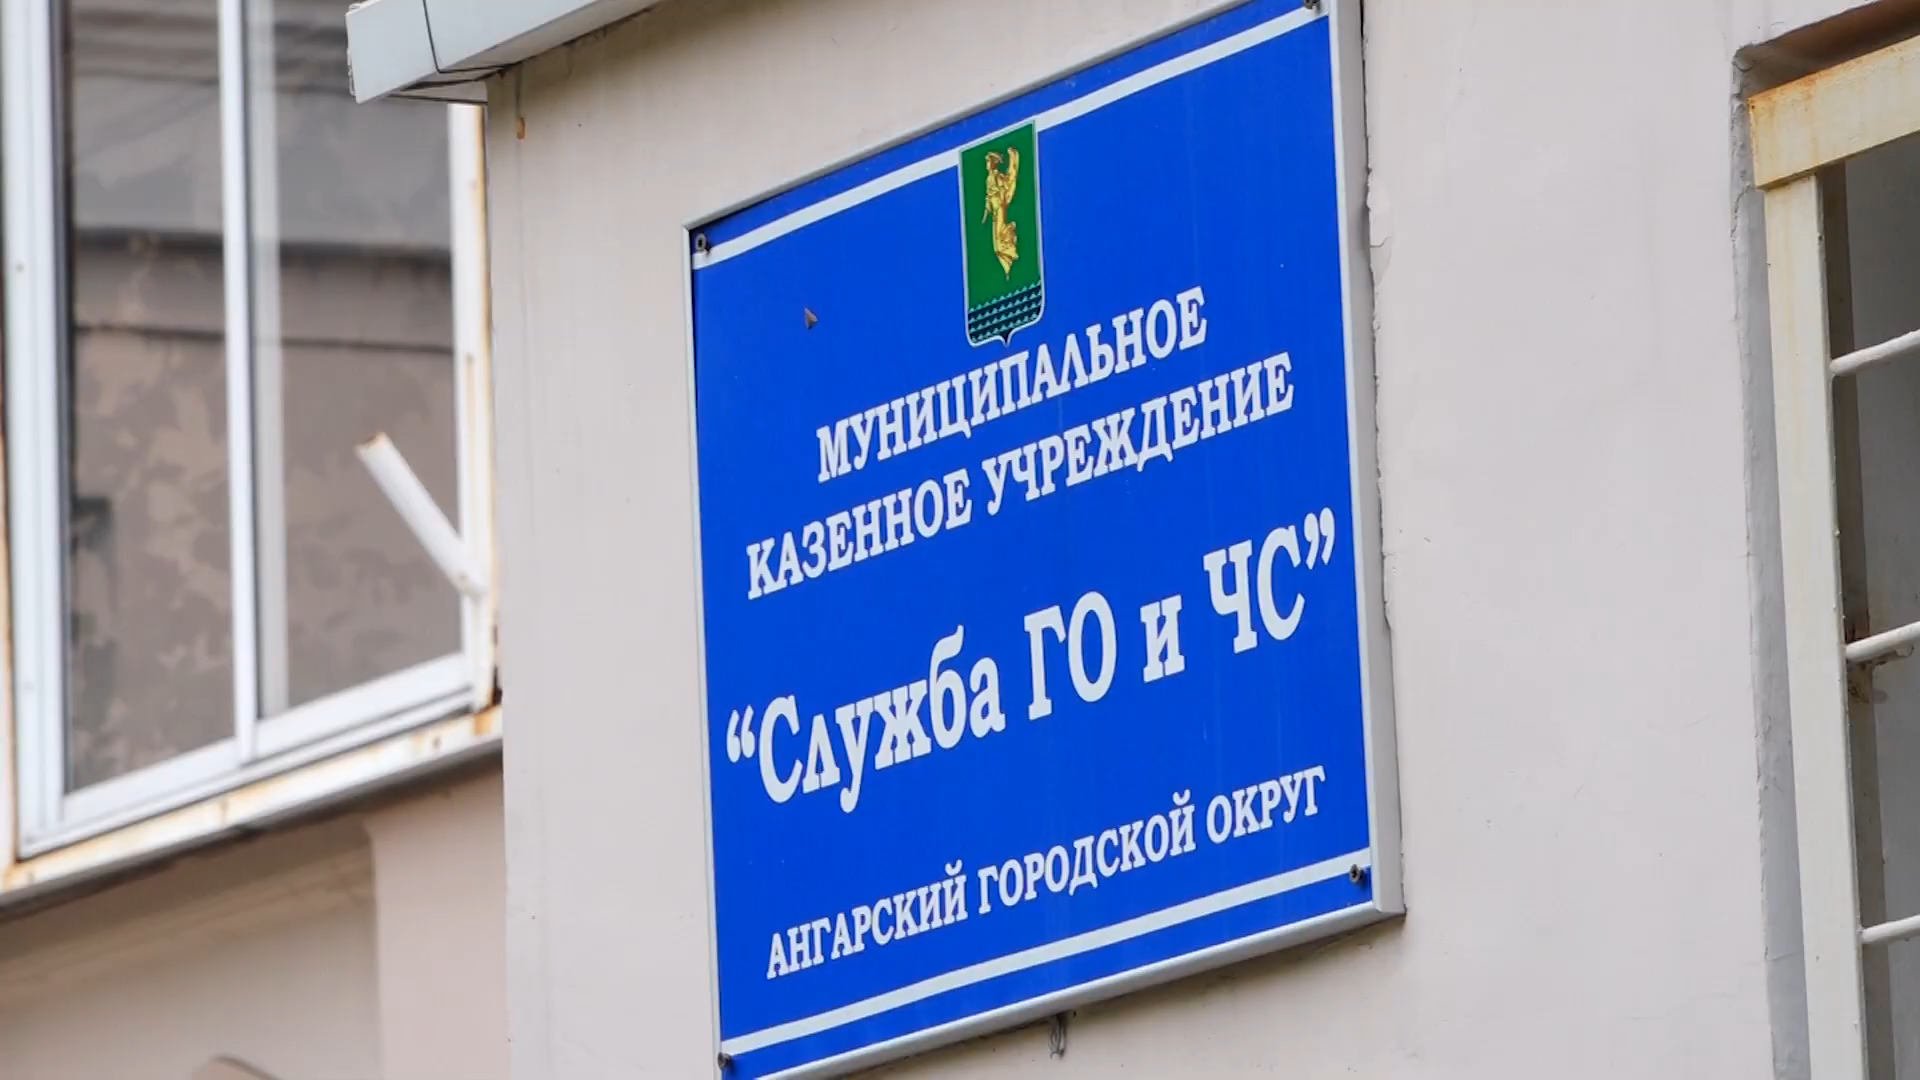 МУНИЦИПАЛЬНОЕ
КАЗЕННОЕ УЧРЕЖДЕНИЕ
“Служба ГО и ЧС”
АНГАРСКИЙ ГОРОДСКОЙ ОКРУГ